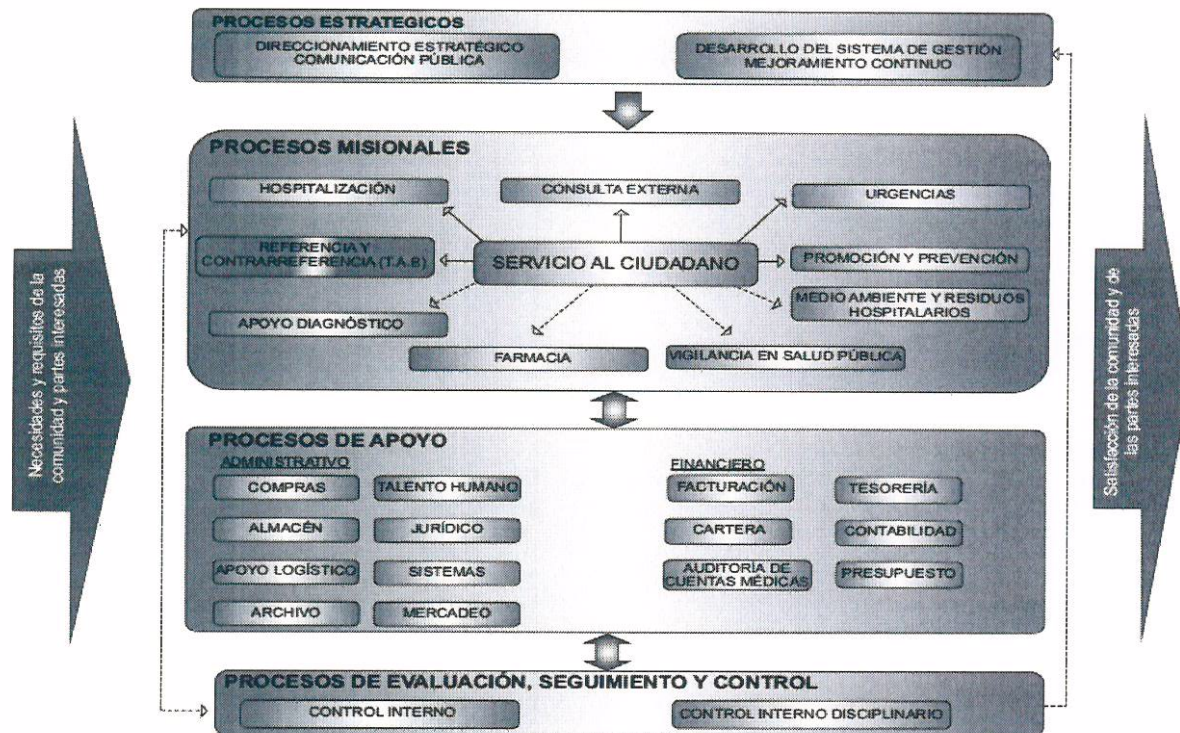 PROCESOS ESTRATEGICOS
DIRECCIONAMIENTO ESTRATÉGICO
COMUNICACIÓN PÚBLICA
DESARROLLO DEL SISTEMA DE GESTIÓN
MEJORAMIENTO CONTINUO
Necesidades y requisitos de la
comunidad y partes interesadas
PROCESOS MISIONALES
HOSPITALIZACIÓN
CONSULTA EXTERNA
URGENCIAS
REFERENCIA Y
CONTRARREFERENCIA (T.A.B)
SERVICIO AL CIUDADANO
PROMOCIÓN Y PREVENCIÓN
MEDIO AMBIENTE Y RESIDUOS
HOSPITALARIOS
APOYO DIAGNÓSTICO
FARMACIA
VIGILANCIA EN SALUD PÚBLICA
PROCESOS DE APOYO
ADMINISTRATIVO
COMPRAS
TALENTO HUMANO
ALMACÉN
JURÍDICO
APOYO LOGÍSTICO
SISTEMAS
ARCHIVO
MERCADEO
FINANCIERO
FACTURACIÓN
TESORERÍA
CARTERA
CONTABILIDAD
AUDITORÍA DE
CUENTAS MÉDICAS
PRESUPUESTO
PROCESOS DE EVALUACIÓN, SEGUIMIENTO Y CONTROL
CONTROL INTERNO
CONTROL INTERNO DISCIPLINARIO
Satisfacción de la comunidad y de
las partes interesadas